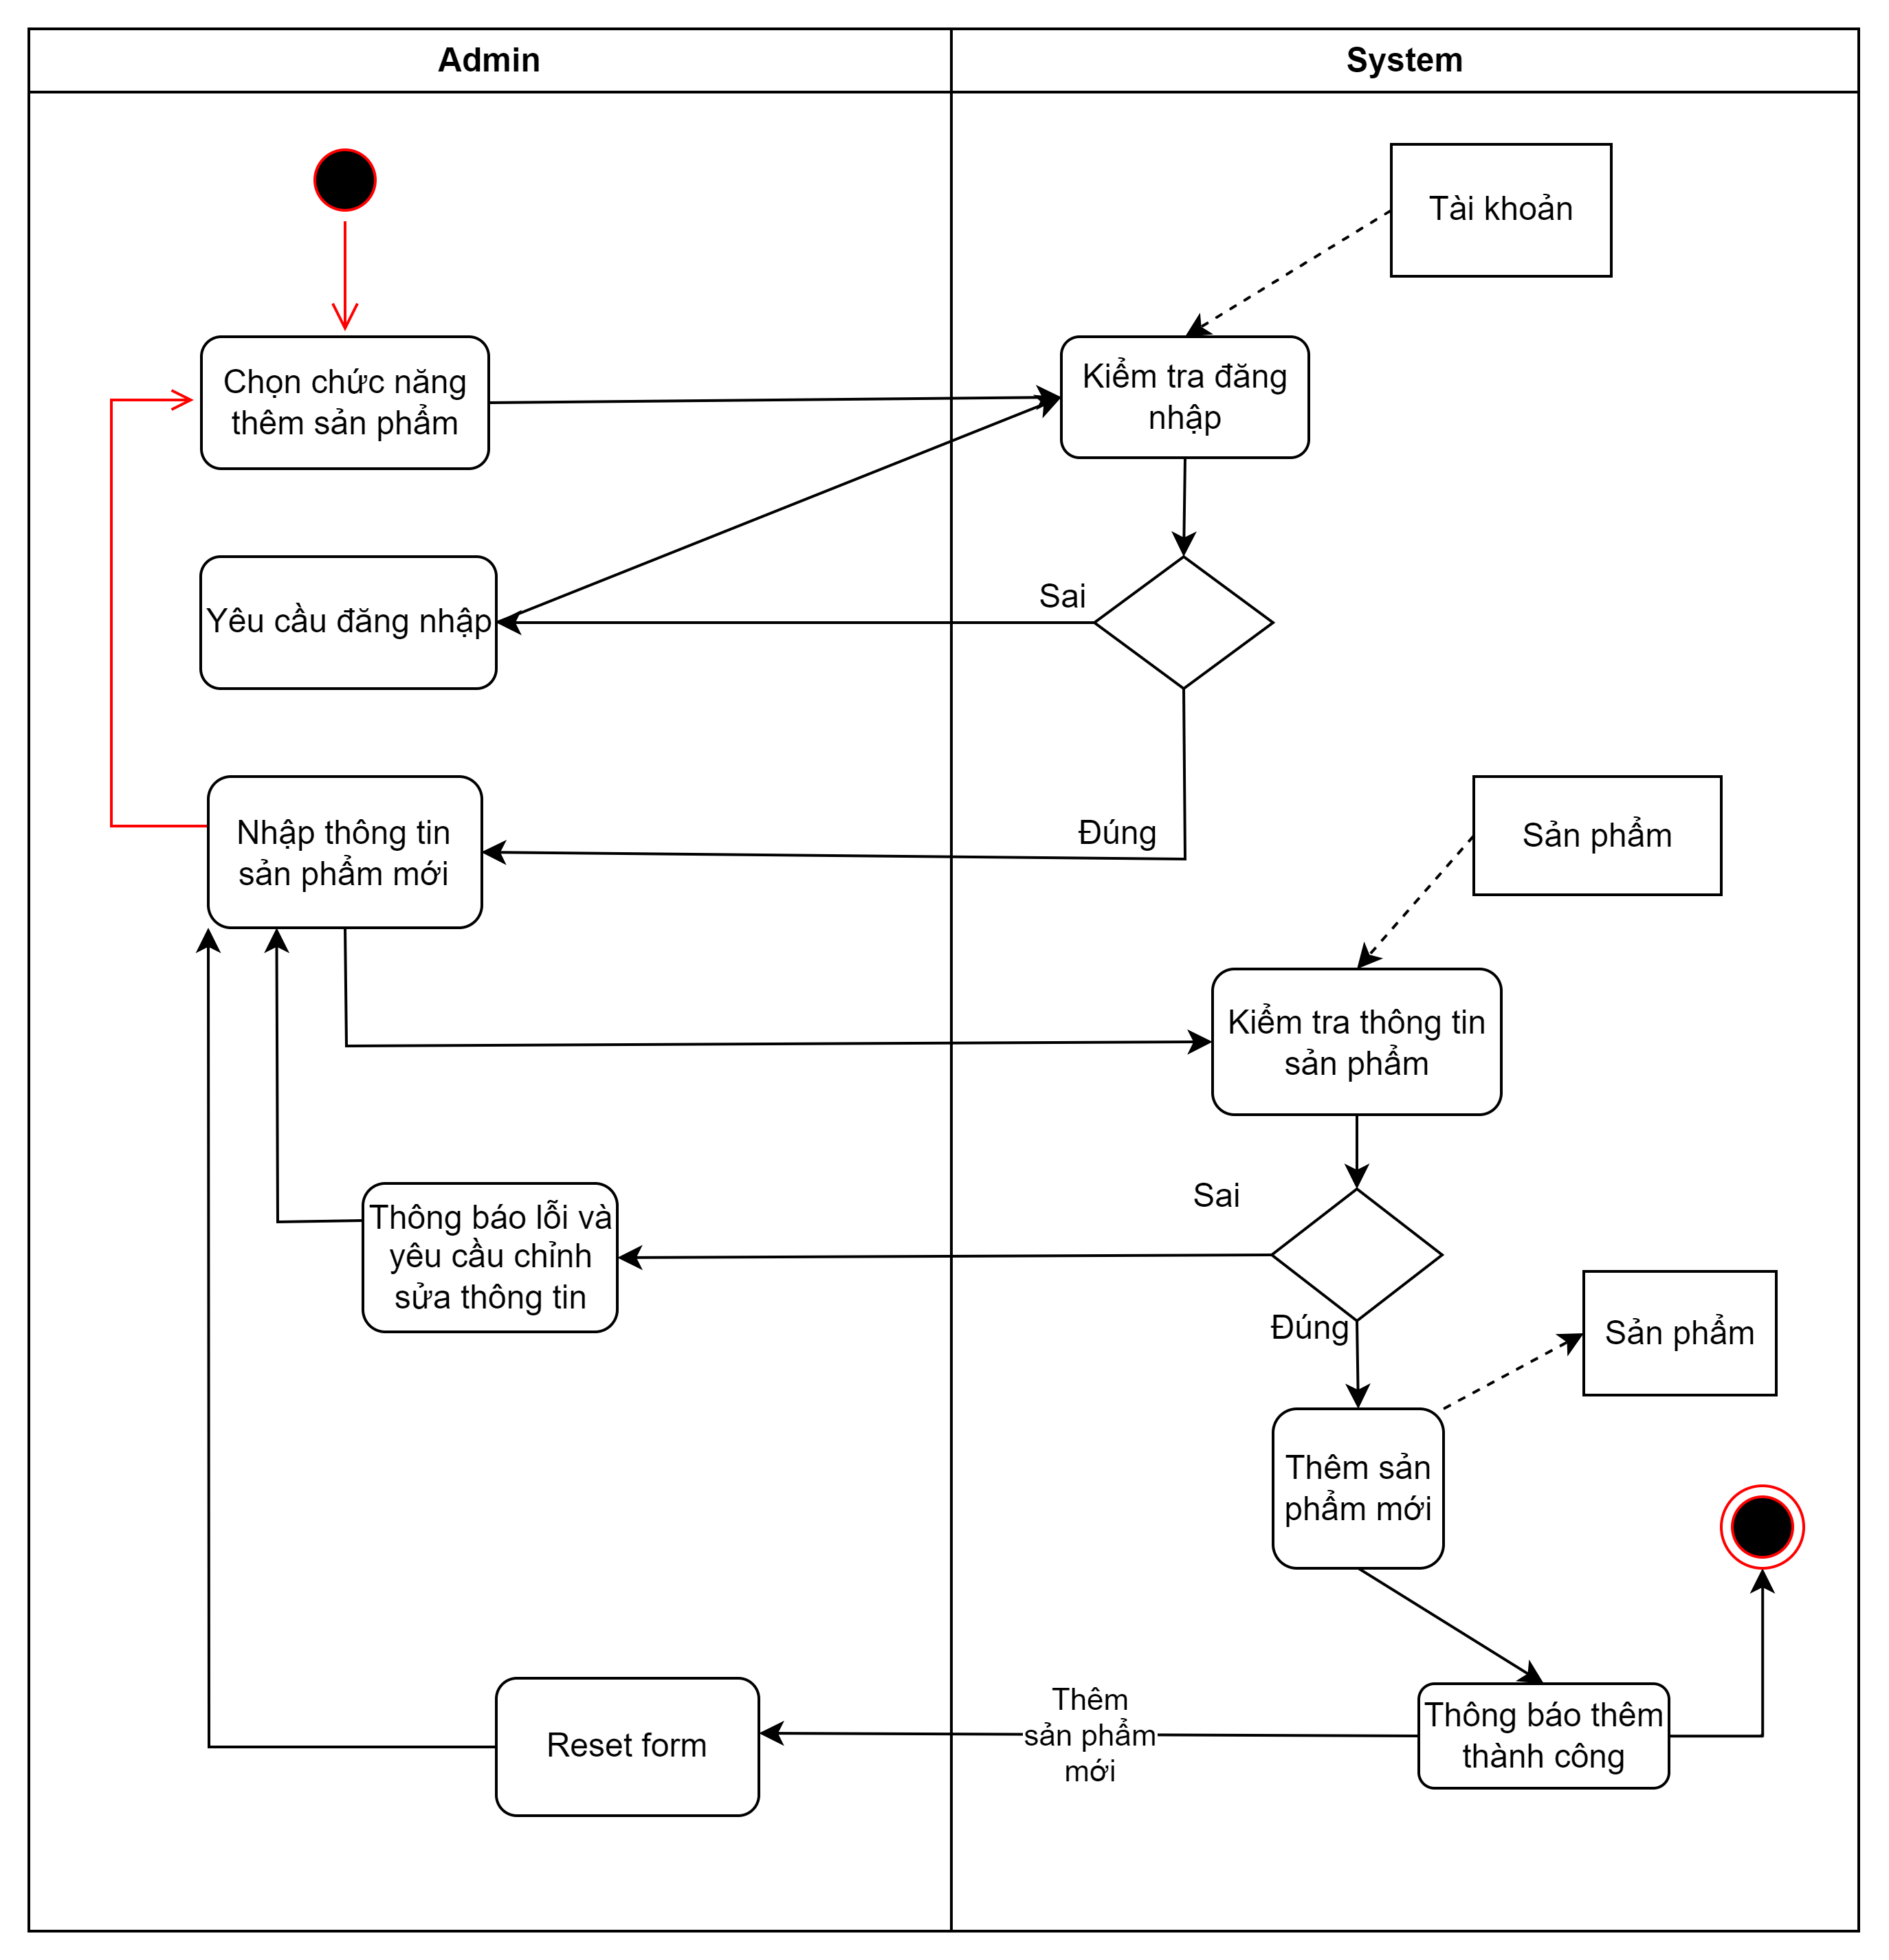 Admin
System
Tài khoản
Chọn chức năng
thêm sản phẩm
Kiểm tra đăng
nhập
Yêu cầu đăng nhập
Sai
Nhập thông tin
sản phẩm mới
Đúng
Sản phẩm
Kiểm tra thông tin
sản phẩm
Sai
Thông báo lỗi và
yêu cầu chỉnh
sửa thông tin
Đúng
Sản phẩm
Thêm sản
phẩm mới
Reset form
Thêm
sản phẩm
mới
Thông báo thêm
thành công